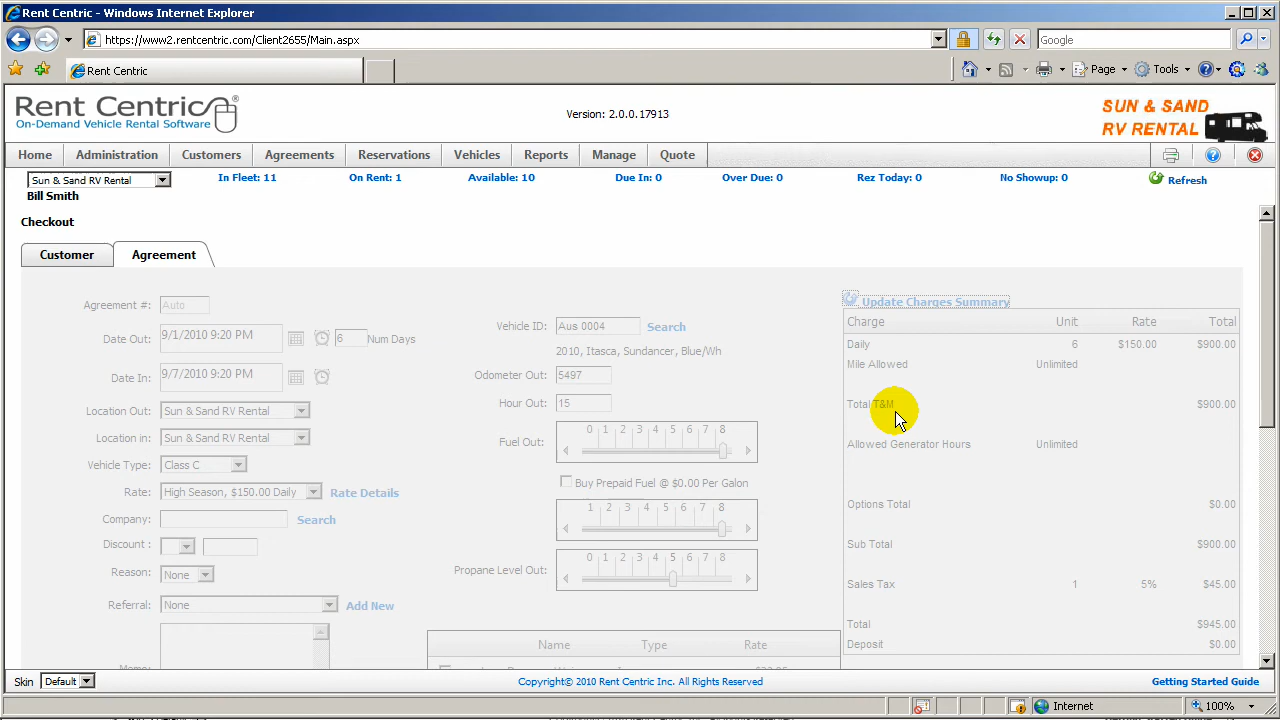 Rent Centric - Windows Internet Explorer
https://www2.rentcentric.com/Client2655/Main.aspx
Google
Rent Centric
Page
Tools
Rent Centric®
On-Demand Vehicle Rental Software
Version: 2.0.0.17913
SUN & SAND
RV RENTAL
Home Administration Customers Agreements Reservations Vehicles Reports Manage Quote
Sun & Sand RV Rental In Fleet: 11 On Rent: 1 Available: 10 Due In: 0 Over Due: 0 Rez Today: 0 No Showup: 0 Refresh
Bill Smith
Checkout
Customer Agreement
Agreement #: Auto
Date Out: 9/1/2010 9:20 PM 6 Num Days
Date In: 9/7/2010 9:20 PM
Location Out: Sun & Sand RV Rental
Location in: Sun & Sand RV Rental
Vehicle Type: Class C
Rate: High Season, $150.00 Daily Rate Details
Company: Search
Discount :
Reason: None
Referral: None Add New
Vehicle ID: Aus 0004 Search
2010, Itasca, Sundancer, Blue/Wh
Odometer Out: 5497
Hour Out: 15
Fuel Out: 0 1 2 3 4 5 6 7 8
Buy Prepaid Fuel @ $0.00 Per Galon
1 2 3 4 5 6 7 8
Propane Level Out: 0 1 2 3 4 5 6 7 8
Name Type Rate
Update Charges Summary
Charge Unit Rate Total
Daily 6 $150.00 $900.00
Mile Allowed Unlimited
Total T&M $900.00
Allowed Generator Hours Unlimited
Options Total $0.00
Sub Total $900.00
Sales Tax 1 5% $45.00
Total $945.00
Deposit $0.00
Skin Default Copyright© 2010 Rent Centric Inc. All Rights Reserved Getting Started Guide
Internet 100%